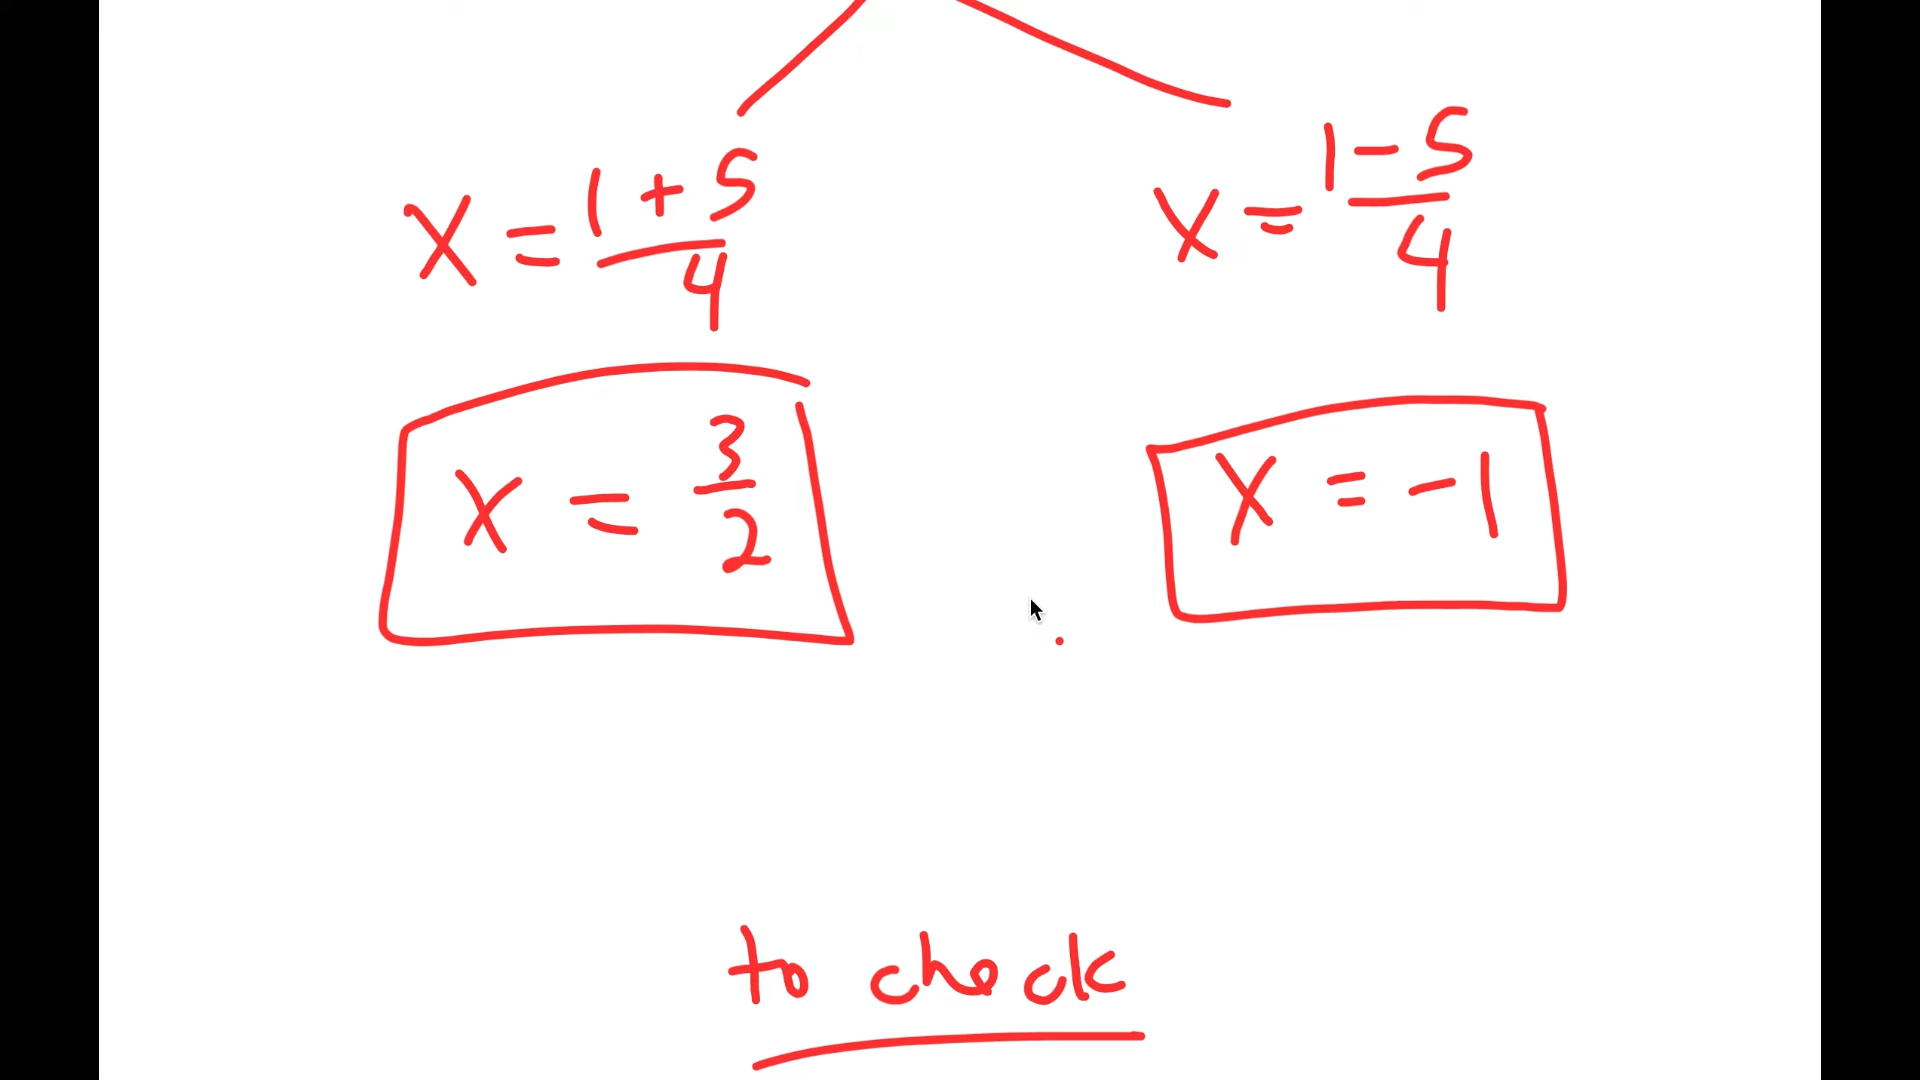 x = (1 + 5)/4
x = (1 - 5)/4
x = 3/2
x = -1
to check